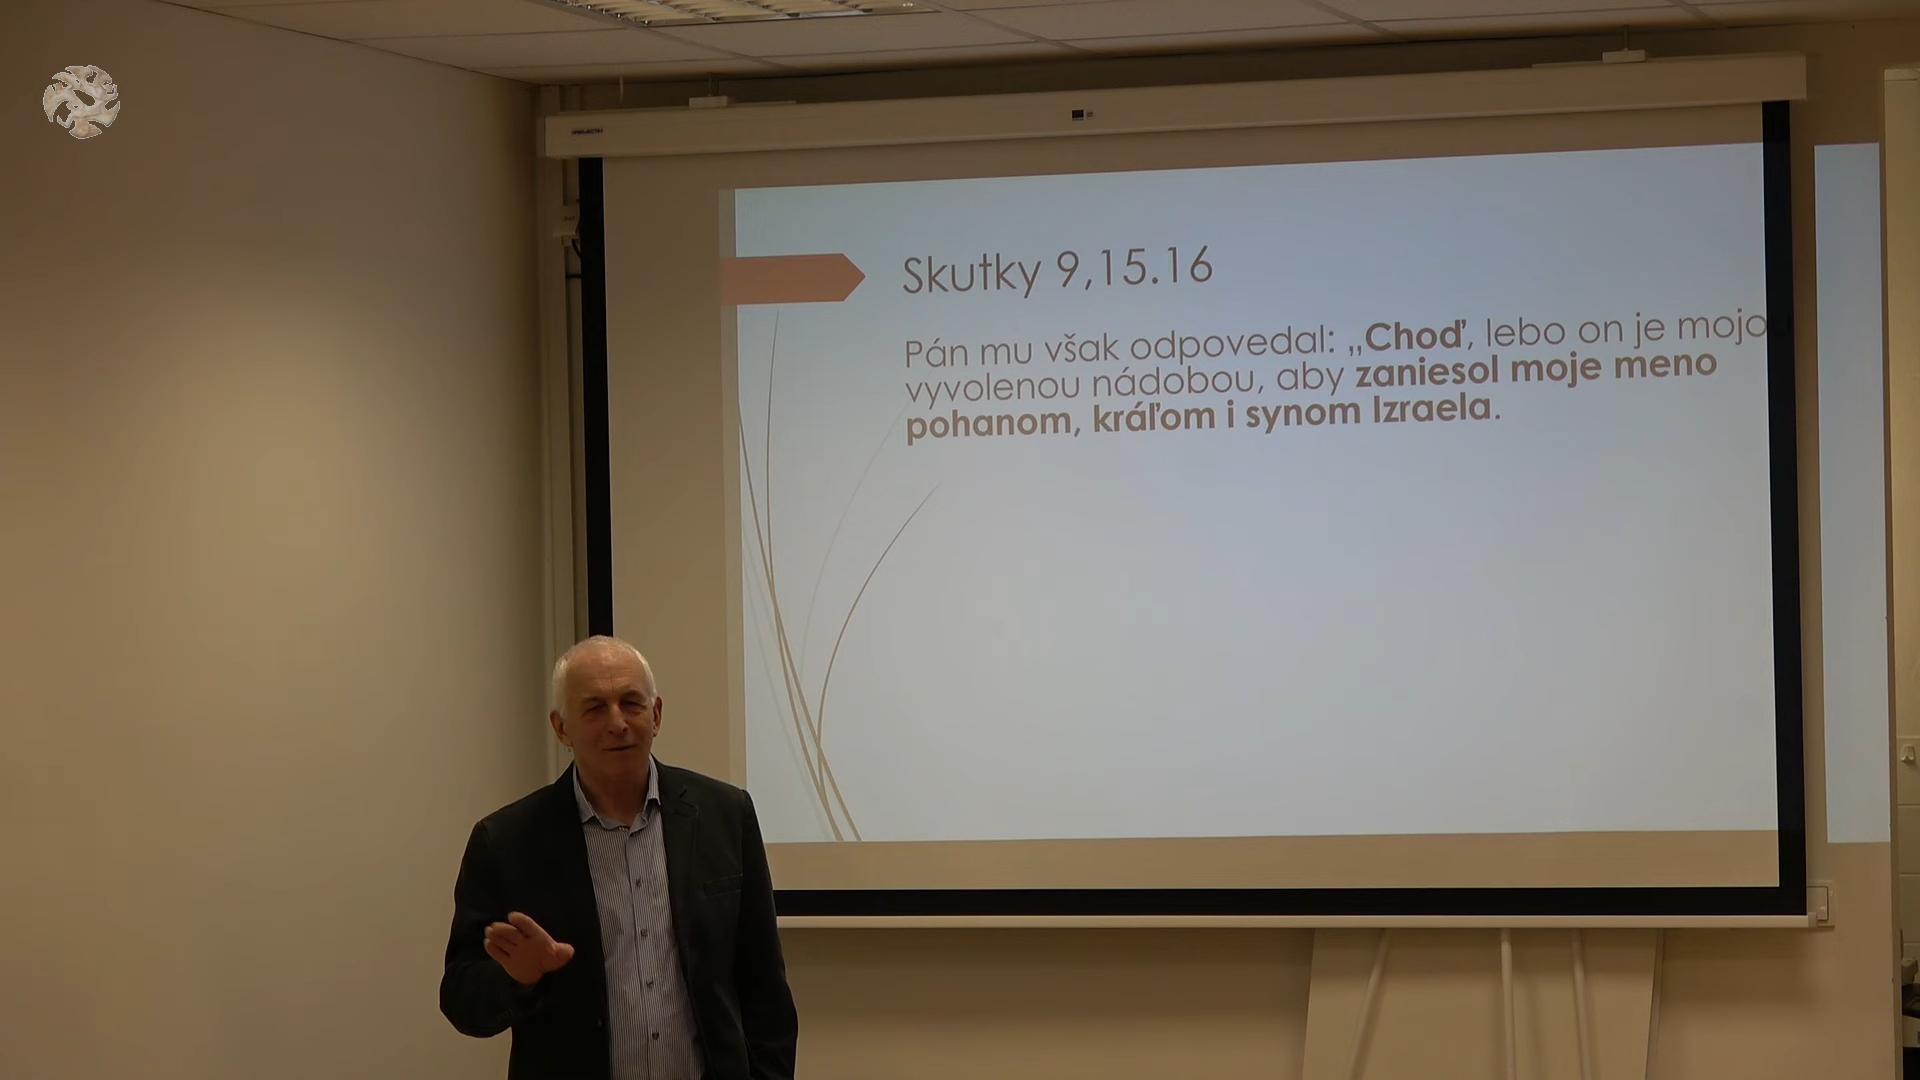 Skutky 9,15.16
Pán mu však odpovedal: „Choď, lebo on je mojou
vyvolenou nádobou, aby zaniesol moje meno
pohanom, kráľom i synom Izraela.